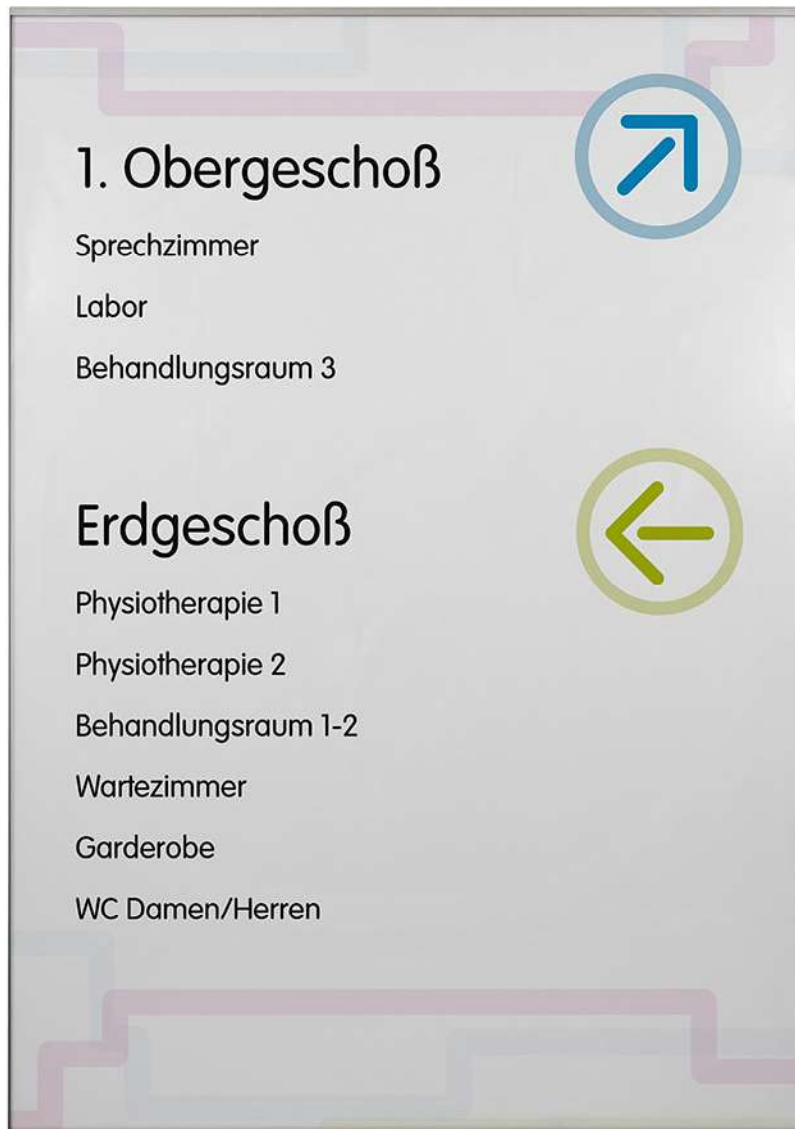 1. Obergeschoß
Sprechzimmer
Labor
Behandlungsraum 3
Erdgeschoß
Physiotherapie 1
Physiotherapie 2
Behandlungsraum 1-2
Wartezimmer
Garderobe
WC Damen/Herren